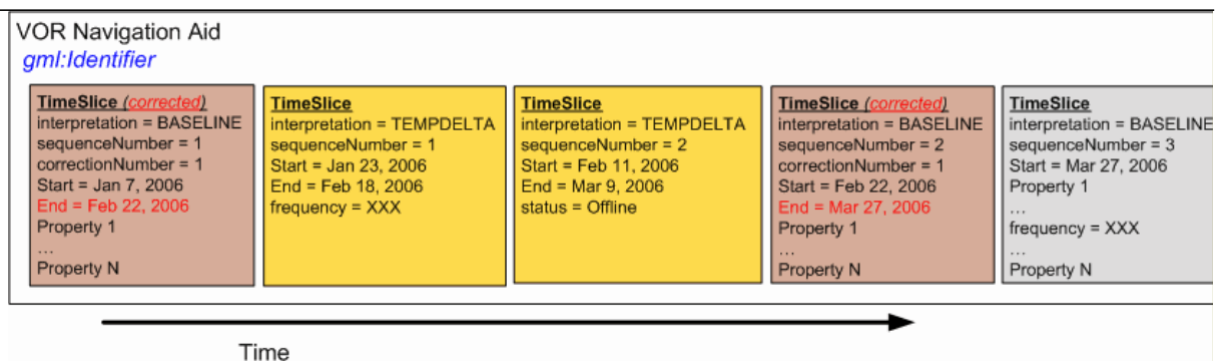 VOR Navigation Aid
gml:Identifier
TimeSlice (corrected)
interpretation = BASELINE
sequenceNumber = 1
correctionNumber = 1
Start = Jan 7, 2006
End = Feb 22, 2006
Property 1
...
Property N
TimeSlice
interpretation = TEMPDELTA
sequenceNumber = 1
Start = Jan 23, 2006
End = Feb 18, 2006
frequency = XXX
TimeSlice
interpretation = TEMPDELTA
sequenceNumber = 2
Start = Feb 11, 2006
End = Mar 9, 2006
status = Offline
TimeSlice (corrected)
interpretation = BASELINE
sequenceNumber = 2
correctionNumber = 1
Start = Feb 22, 2006
End = Mar 27, 2006
Property 1
...
Property N
TimeSlice
interpretation = BASELINE
sequenceNumber = 3
Start = Mar 27, 2006
Property 1
...
frequency = XXX
...
Property N
Time